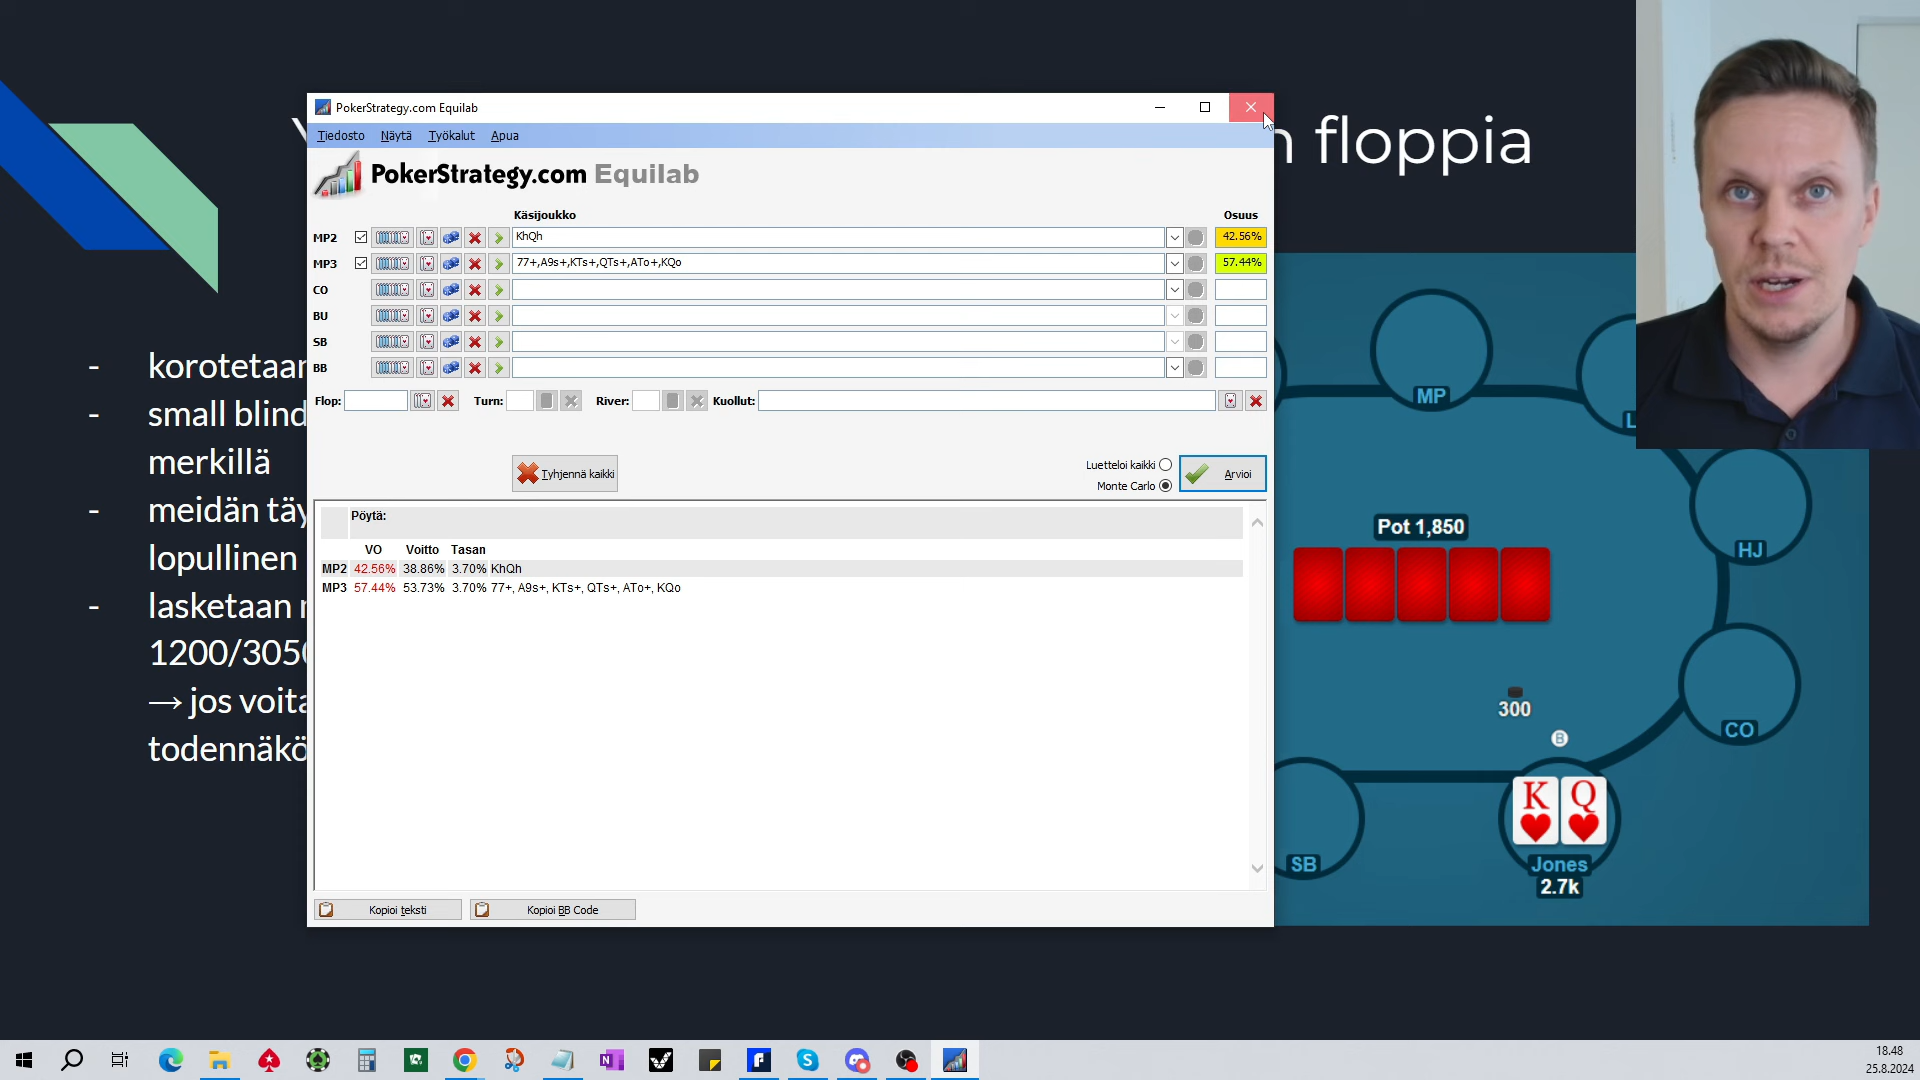 n floppia
- korotetaan
- small blind
merkillä
- meidän täy
lopullinen
- lasketaan
1200/3050
→ jos voita
todennäkö
PokerStrategy.com Equilab
Tiedosto Näytä Työkalut Apua
PokerStrategy.com Equilab
Käsijoukko Osuus
MP2 KhQh 42.56%
MP3 77+,A9s+,KTs+,QTs+,ATo+,KQo 57.44%
CO
BU
SB
BB
Flop: Turn: River: Kuollut:
Tyhjennä kaikki
Luetteloi kaikki
Monte Carlo
Arvioi
Pöytä:
VO Voitto Tasan
MP2 42.56% 38.86% 3.70% KhQh
MP3 57.44% 53.73% 3.70% 77+, A9s+, KTs+, QTs+, ATo+, KQo
Kopioi teksti Kopioi BB Code
MP
L
HJ
Pot 1,850
CO
300
B
K Q
SB
Jones
2.7k
18.48
25.8.2024